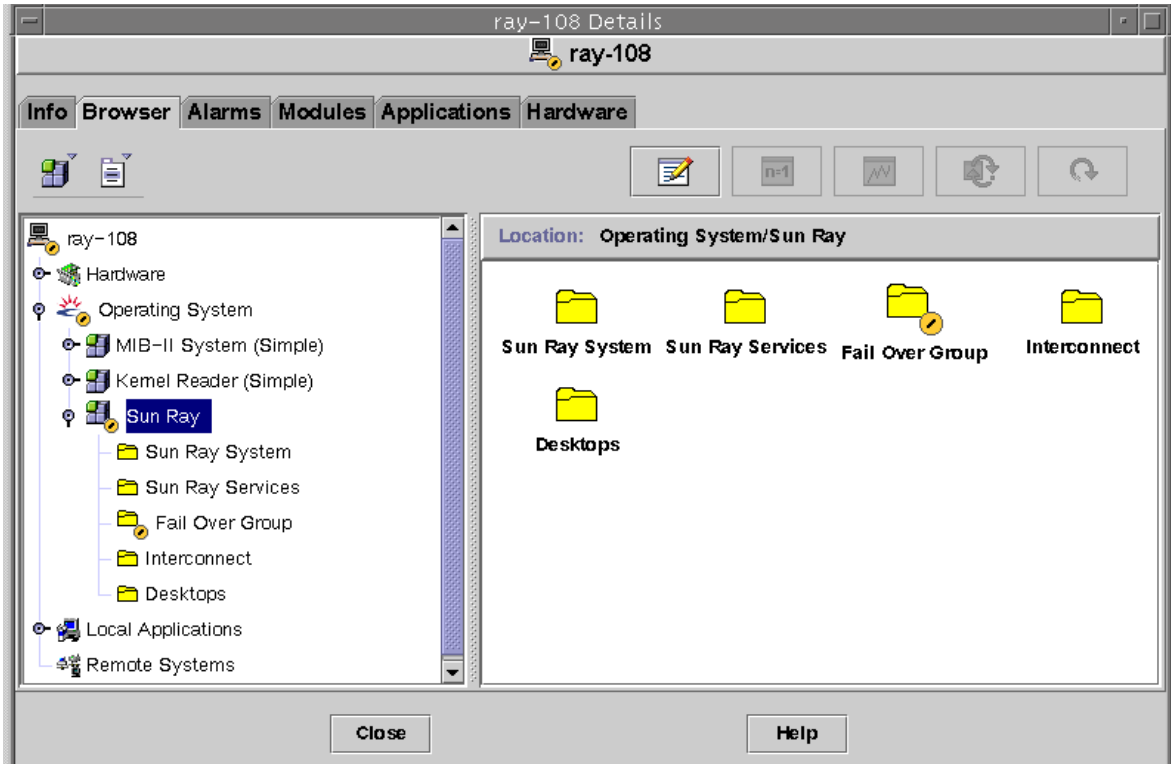 ray-108 Details
ray-108
Info Browser Alarms Modules Applications Hardware
n=1
ray-108
Hardware
Operating System
MIB-II System (Simple)
Kernel Reader (Simple)
Sun Ray
Sun Ray System
Sun Ray Services
Fail Over Group
Interconnect
Desktops
Local Applications
Remote Systems
Location: Operating System/Sun Ray
Sun Ray System Sun Ray Services Fail Over Group Interconnect
Desktops
Close Help